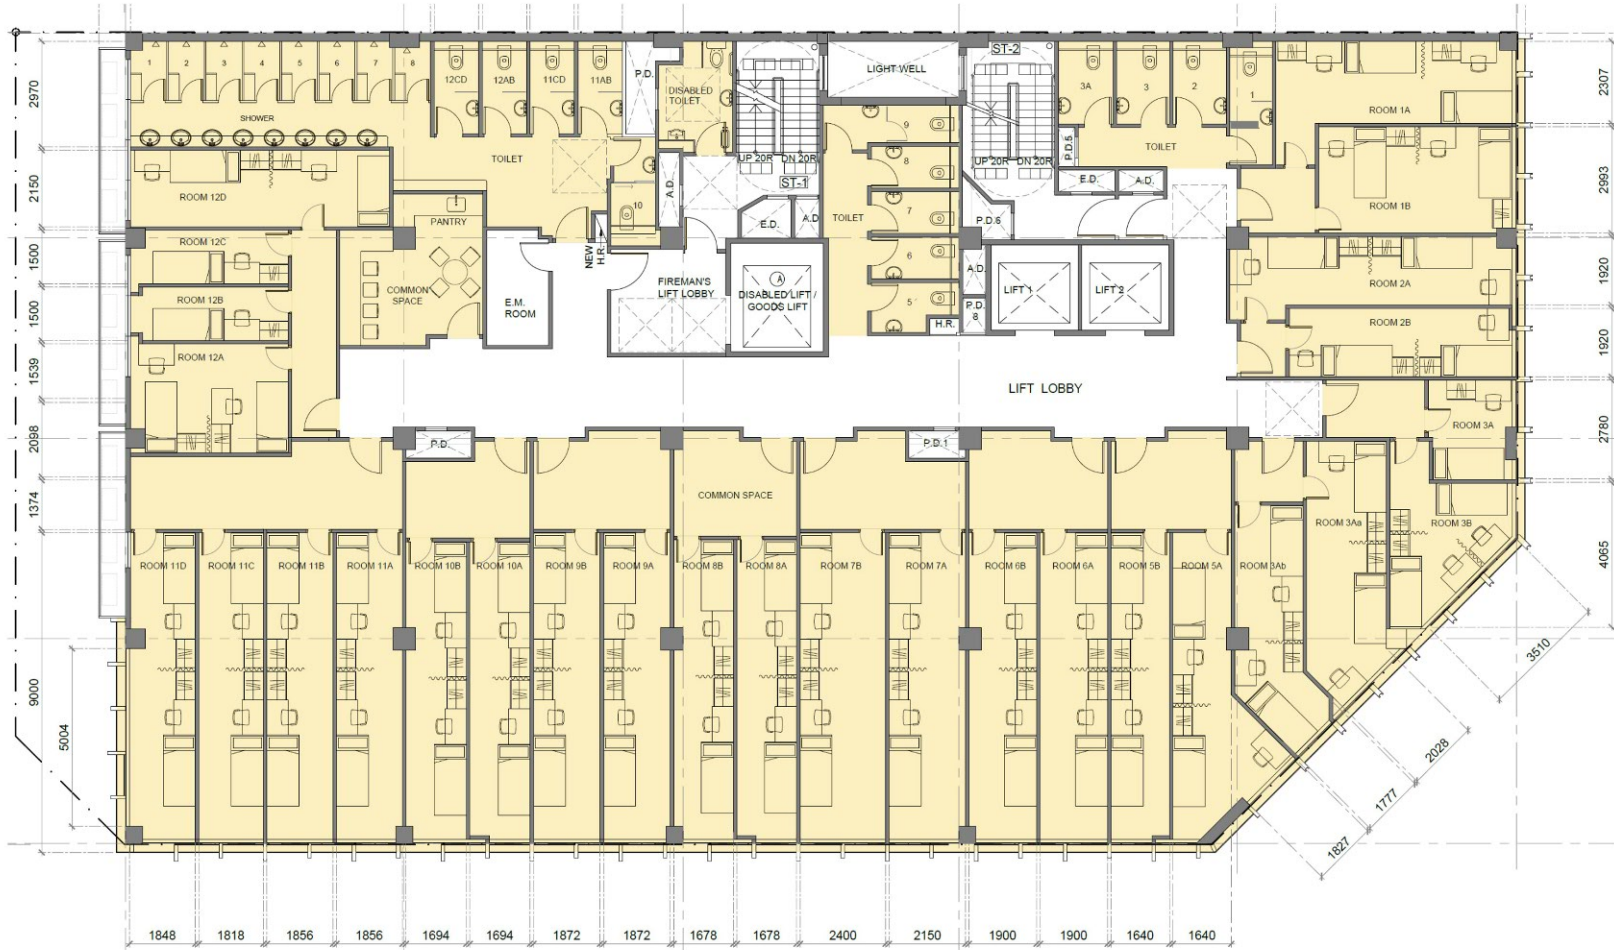 ST-2
1 2 3 4 5 6 7 8
12CD 12AB 11CD 11AB
P.D.
DISABLED
TOILET
LIGHT WELL
3A 3 2 1
ROOM 1A
2970
2307
SHOWER
TOILET
UP 20R DN 20R
ST-1
9
8
7
6
5
TOILET
UP 20R DN 20R
P.D.5
TOILET
E.D.
A.D.
ROOM 1B
2993
2150
ROOM 12D
PANTRY
10
A.D.
E.D.
A.D.
P.D.6
1500
ROOM 12C
NEW
H.R.
FIREMAN'S
LIFT LOBBY
A
DISABLED LIFT /
GOODS LIFT
A.D.
P.D.
8
H.R.
LIFT 1
LIFT 2
ROOM 2A
1920
COMMON
SPACE
E.M.
ROOM
1500
ROOM 12B
ROOM 2B
1920
1539
ROOM 12A
LIFT LOBBY
2098
P.D.
P.D.1
ROOM 3A
2780
1374
COMMON SPACE
ROOM 3Aa
ROOM 3B
4065
ROOM 11D ROOM 11C ROOM 11B ROOM 11A ROOM 10B ROOM 10A ROOM 9B ROOM 9A ROOM 8B ROOM 8A ROOM 7B ROOM 7A ROOM 6B ROOM 6A ROOM 5B ROOM 5A ROOM 3Ab
9000
5004
3510
2028
1777
1827
1848 1818 1856 1856 1694 1694 1872 1872 1678 1678 2400 2150 1900 1900 1640 1640